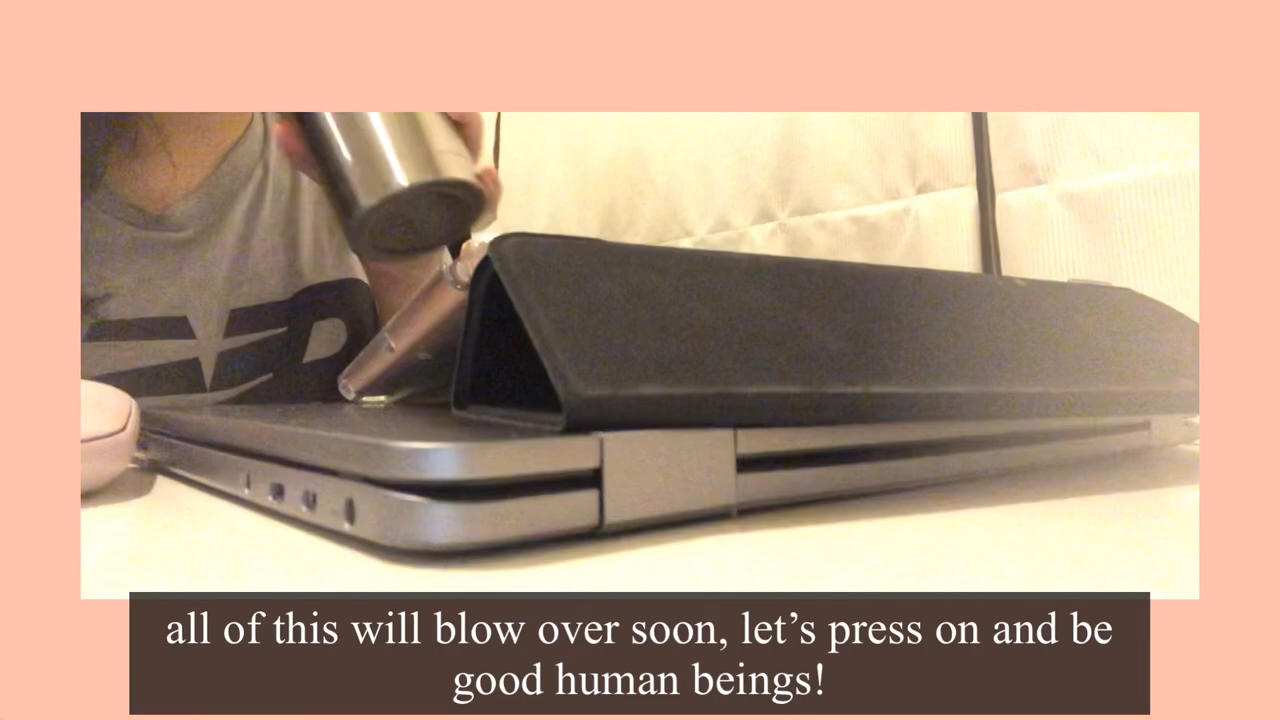 all of this will blow over soon, let’s press on and be
good human beings!